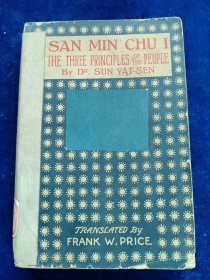 SAN MIN CHU I
THE THREE PRINCIPLES OF THE PEOPLE
By Dr. SUN YAT-SEN
TRANSLATED By
FRANK W. PRICE